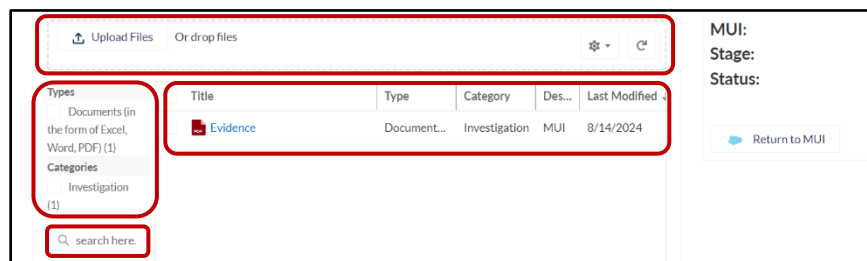 Upload Files Or drop files
Types
Documents (in
the form of Excel,
Word, PDF) (1)
Categories
Investigation
(1)
search here.
Title Type Category Des... Last Modified
Evidence Document... Investigation MUI 8/14/2024
MUI:
Stage:
Status:
Return to MUI